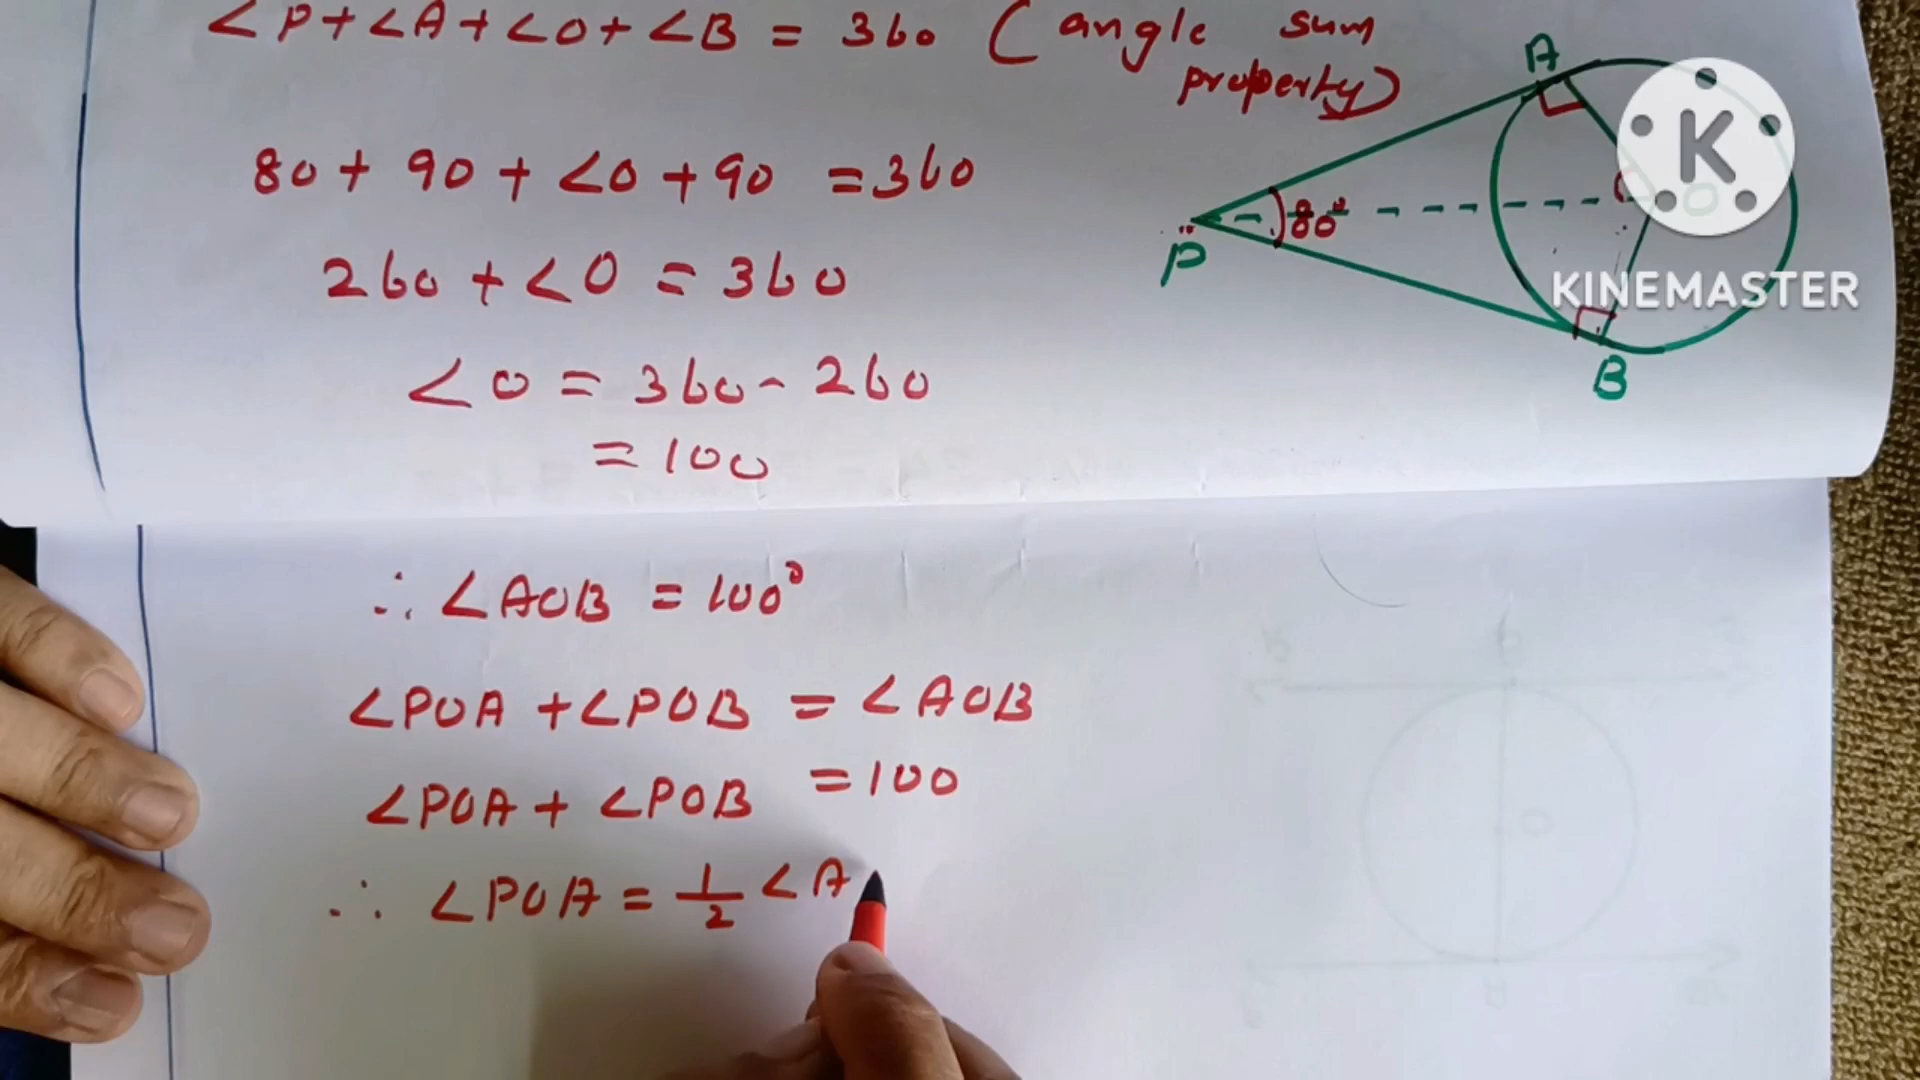 ∠P + ∠A + ∠O + ∠B = 360 (angle sum
property)
80 + 90 + ∠O + 90 = 360
260 + ∠O = 360
∠O = 360 - 260
= 100
A
80°
P
O
B
K
KINEMASTER
∴ ∠AOB = 100°
∠POA + ∠POB = ∠AOB
∠POA + ∠POB = 100
∴ ∠POA = 1/2 ∠A